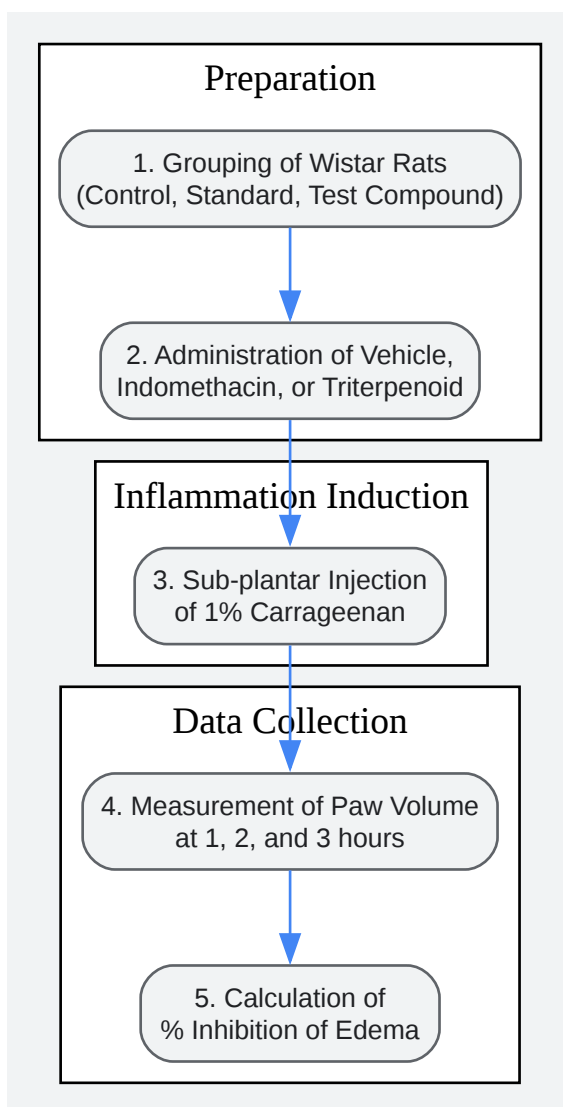 Preparation
1. Grouping of Wistar Rats
(Control, Standard, Test Compound)
2. Administration of Vehicle,
Indomethacin, or Triterpenoid
Inflammation Induction
3. Sub-plantar Injection
of 1% Carrageenan
Data Collection
4. Measurement of Paw Volume
at 1, 2, and 3 hours
5. Calculation of
% Inhibition of Edema